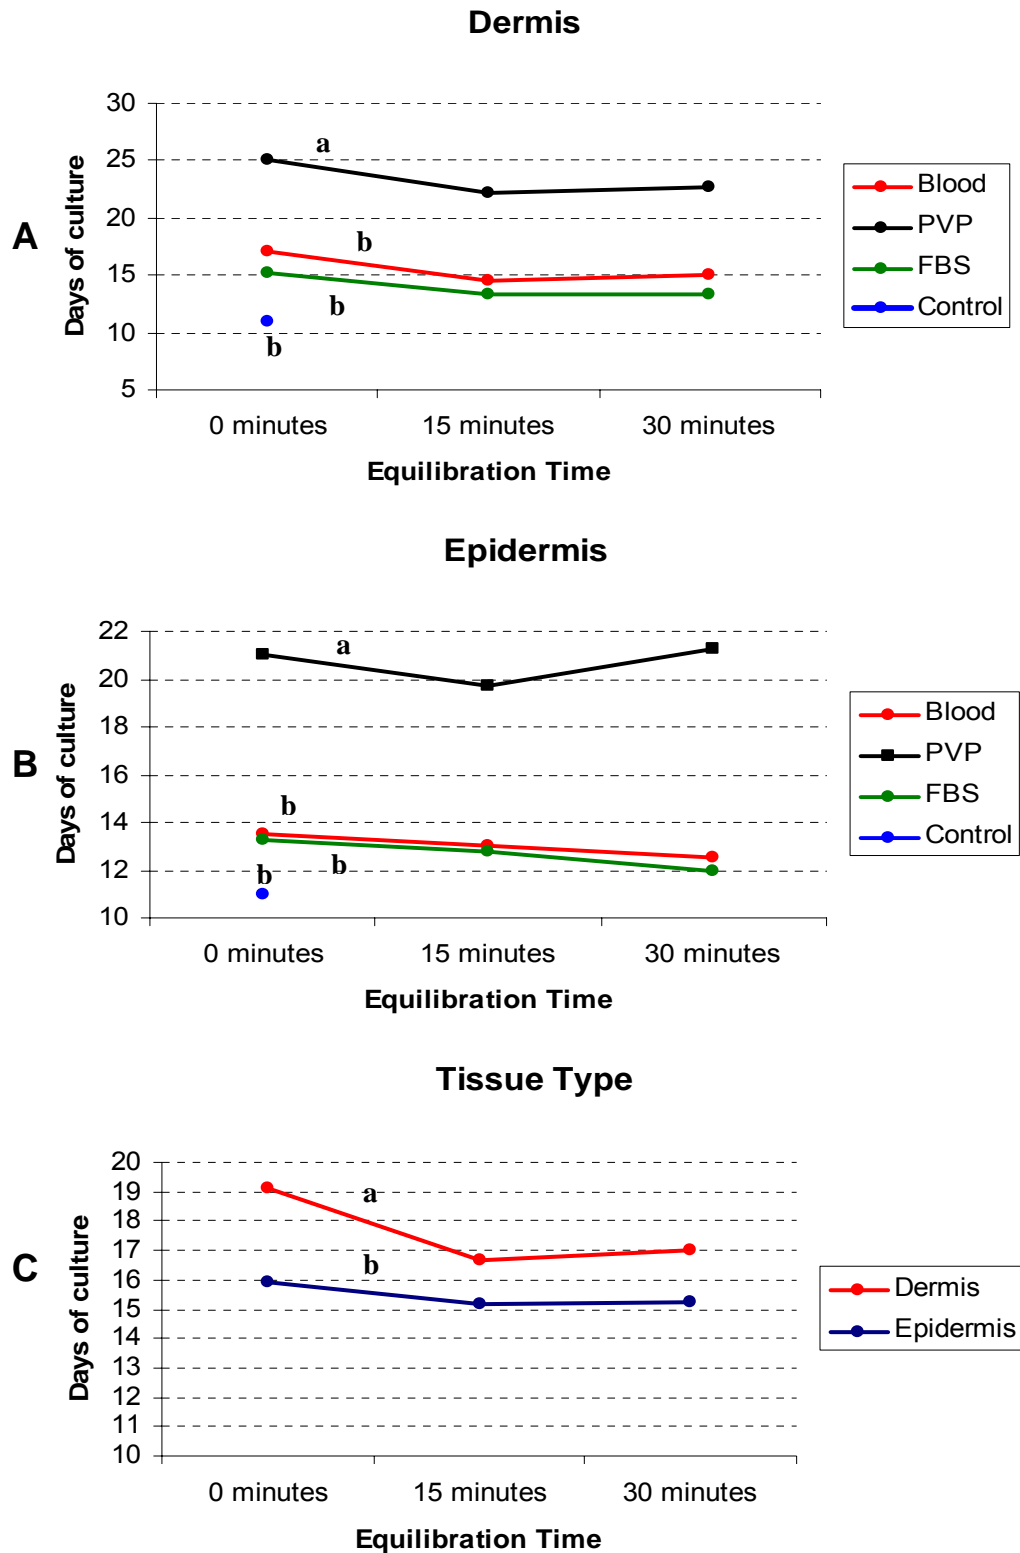 Dermis
30
25
20
15
10
5
Days of culture
A
a
b
b
b
0 minutes
15 minutes
30 minutes
Equilibration Time
Blood
PVP
FBS
Control
Epidermis
22
20
18
16
14
12
10
Days of culture
B
a
b
b
b
0 minutes
15 minutes
30 minutes
Equilibration Time
Blood
PVP
FBS
Control
Tissue Type
20
19
18
17
16
15
14
13
12
11
10
Days of culture
C
a
b
0 minutes
15 minutes
30 minutes
Equilibration Time
Dermis
Epidermis